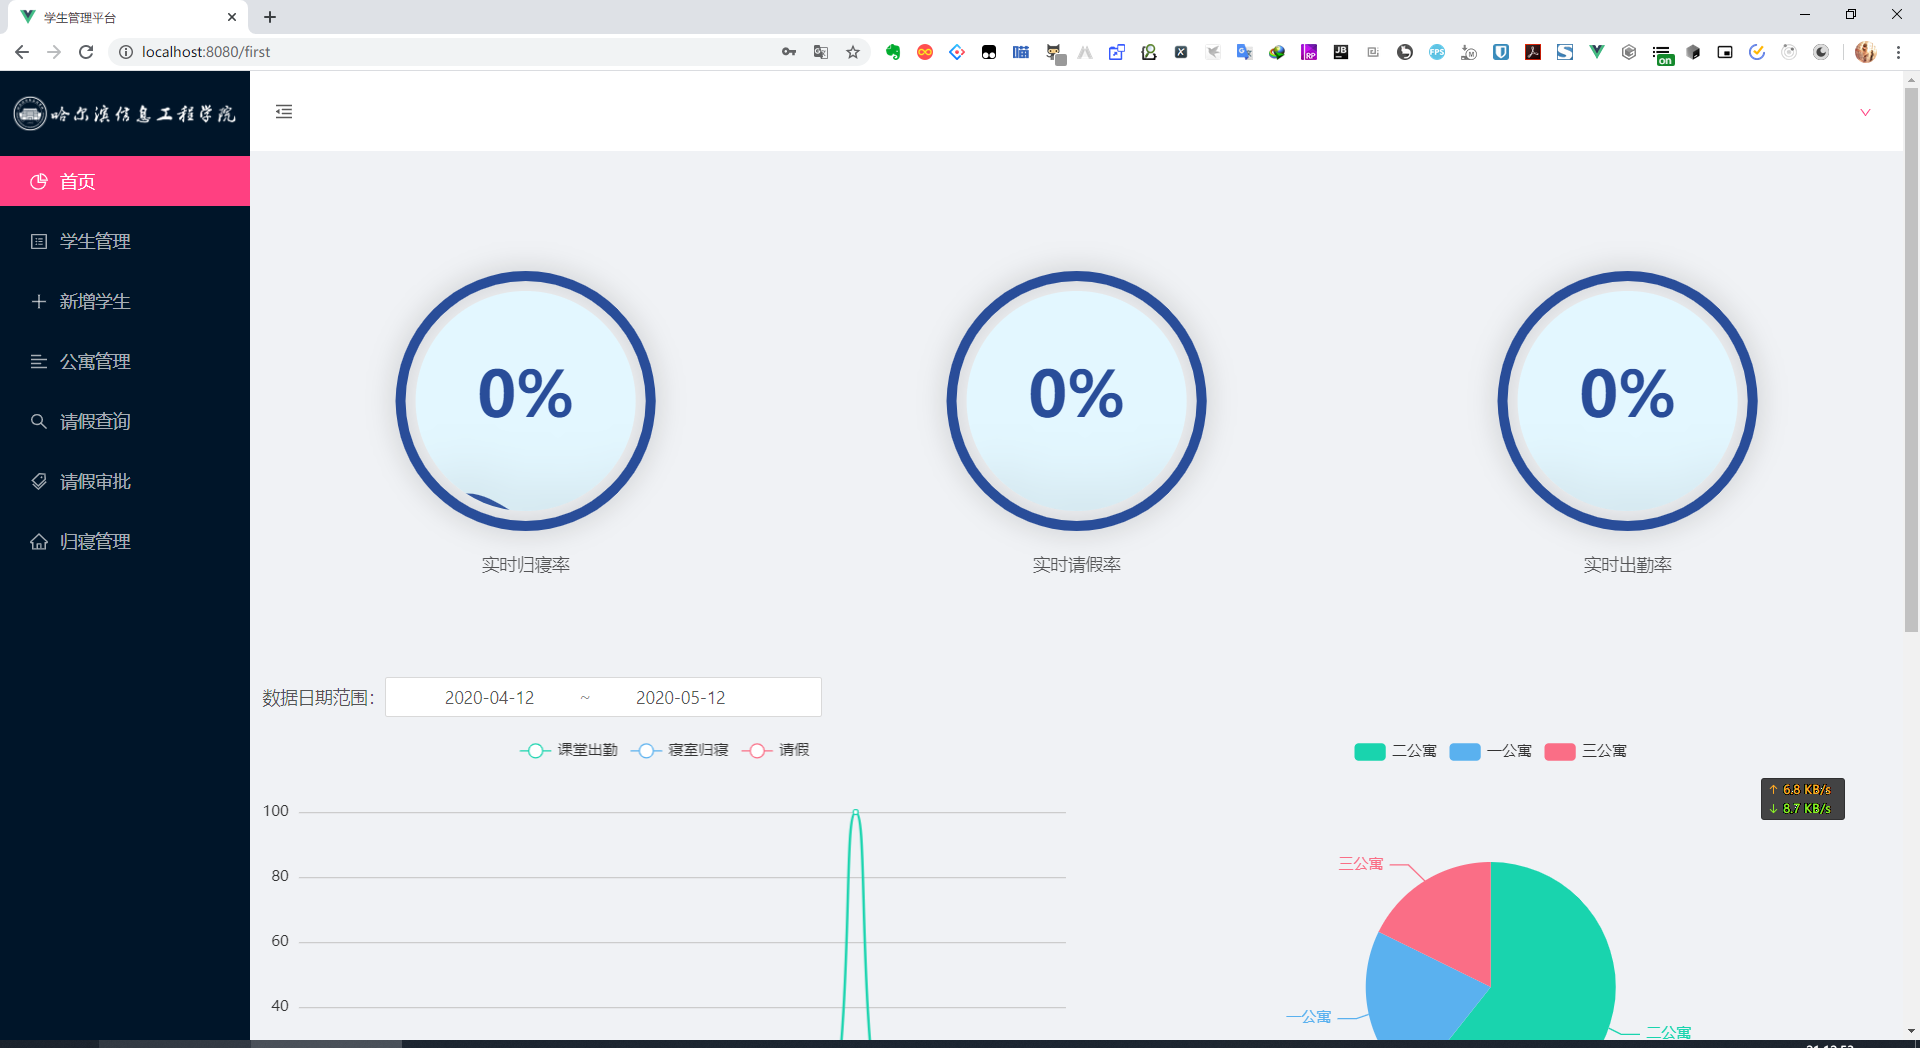 学生管理平台
localhost:8080/first
哈尔滨信息工程学院
首页
学生管理
新增学生
公寓管理
请假查询
请假审批
归寝管理
0%
0%
0%
实时归寝率
实时请假率
实时出勤率
数据日期范围: 2020-04-12 ~ 2020-05-12
课堂出勤 寝室归寝 请假
100
80
60
40
二公寓 一公寓 三公寓
↑ 6.8 KB/s
↓ 8.7 KB/s
三公寓
一公寓
二公寓
on
FPS
RP
JB